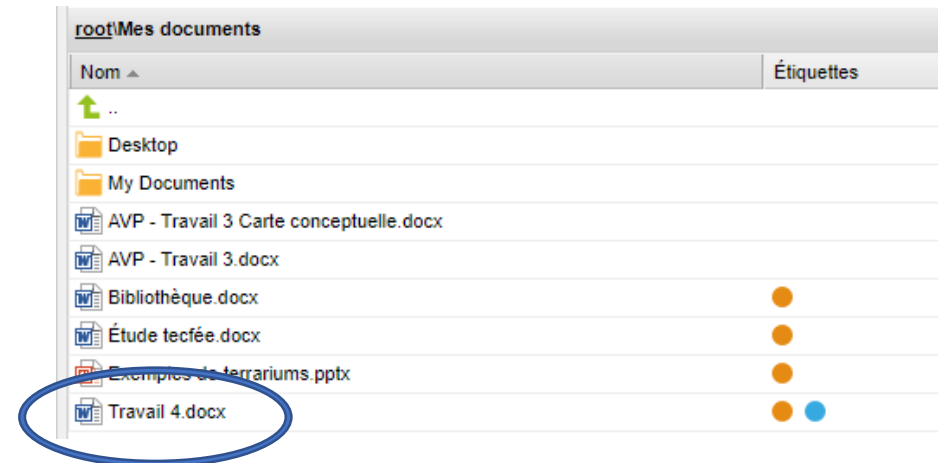 root\Mes documents
Nom Étiquettes
..
Desktop
My Documents
AVP - Travail 3 Carte conceptuelle.docx
AVP - Travail 3.docx
Bibliothèque.docx
Étude tecfée.docx
Exemples de terrariums.pptx
Travail 4.docx